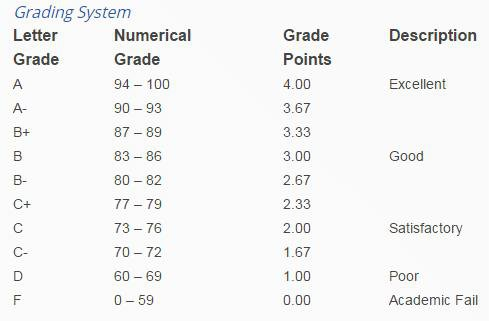 Grading System
Letter Grade Numerical Grade Grade Points Description
A 94 – 100 4.00 Excellent
A- 90 – 93 3.67
B+ 87 – 89 3.33
B 83 – 86 3.00 Good
B- 80 – 82 2.67
C+ 77 – 79 2.33
C 73 – 76 2.00 Satisfactory
C- 70 – 72 1.67
D 60 – 69 1.00 Poor
F 0 – 59 0.00 Academic Fail